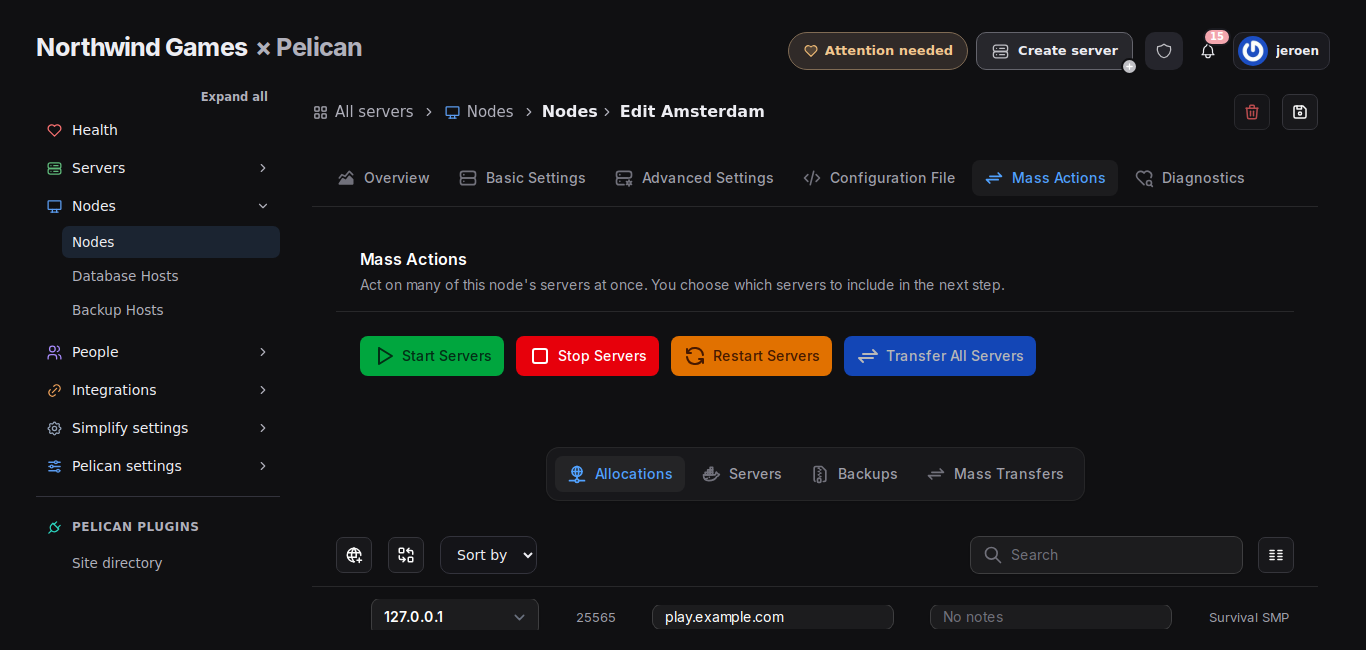 Northwind Games × Pelican
Attention needed
Create server
15
jeroen
Expand all
Health
Servers
Nodes
Nodes
Database Hosts
Backup Hosts
People
Integrations
Simplify settings
Pelican settings
PELICAN PLUGINS
Site directory
All servers > Nodes > Nodes > Edit Amsterdam
Overview
Basic Settings
Advanced Settings
Configuration File
Mass Actions
Diagnostics
Mass Actions
Act on many of this node's servers at once. You choose which servers to include in the next step.
Start Servers
Stop Servers
Restart Servers
Transfer All Servers
Allocations
Servers
Backups
Mass Transfers
Sort by
Search
127.0.0.1
25565
play.example.com
No notes
Survival SMP